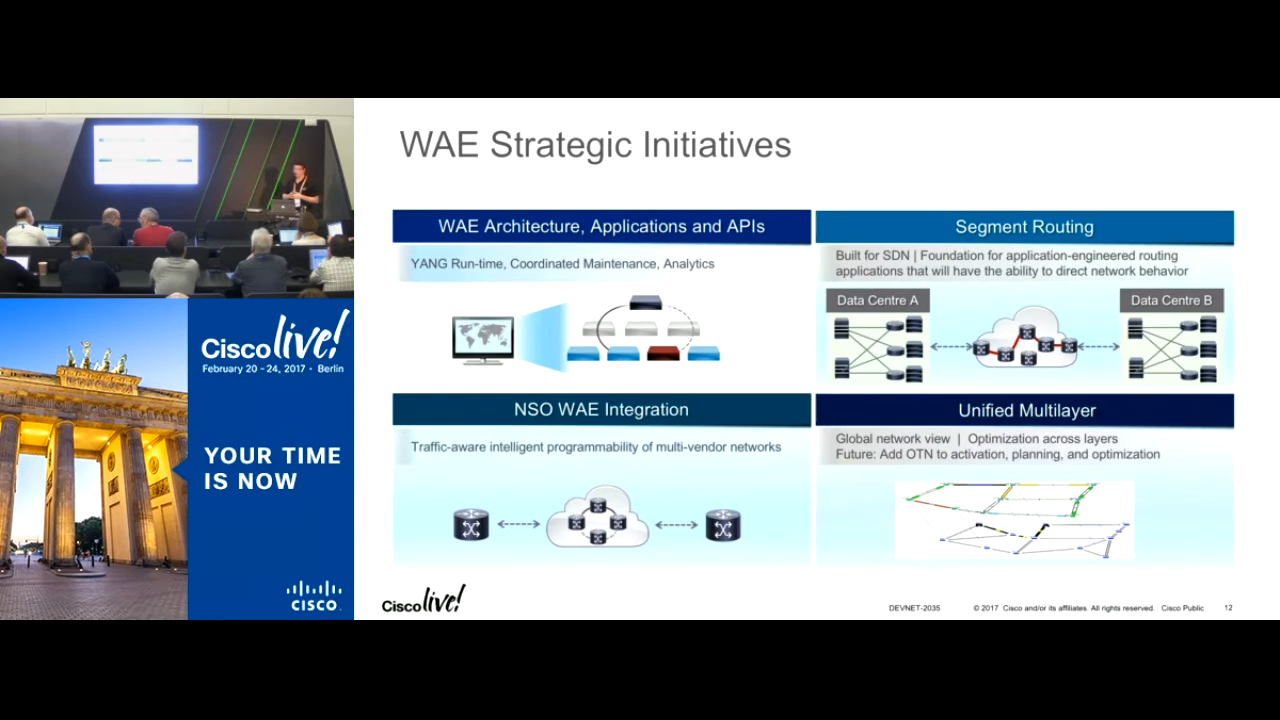 WAE Strategic Initiatives
WAE Architecture, Applications and APIs
YANG Run-time, Coordinated Maintenance, Analytics
Segment Routing
Built for SDN | Foundation for application-engineered routing
applications that will have the ability to direct network behavior
Data Centre A
Data Centre B
NSO WAE Integration
Traffic-aware intelligent programmability of multi-vendor networks
Unified Multilayer
Global network view | Optimization across layers
Future: Add OTN to activation, planning, and optimization
Cisco live!
February 20 - 24, 2017 · Berlin
YOUR TIME
IS NOW
CISCO
Cisco live!
DEVNET-2035
© 2017 Cisco and/or its affiliates. All rights reserved. Cisco Public
12